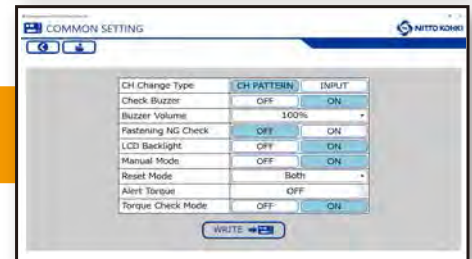 COMMON SETTING
NITTO KOHKI
CH Change Type CH PATTERN INPUT
Check Buzzer OFF ON
Buzzer Volume 100%
Fastening NG Check OFF ON
LCD Backlight OFF ON
Manual Mode OFF ON
Reset Mode Both
Alert Torque OFF
Torque Check Mode OFF ON
WRITE